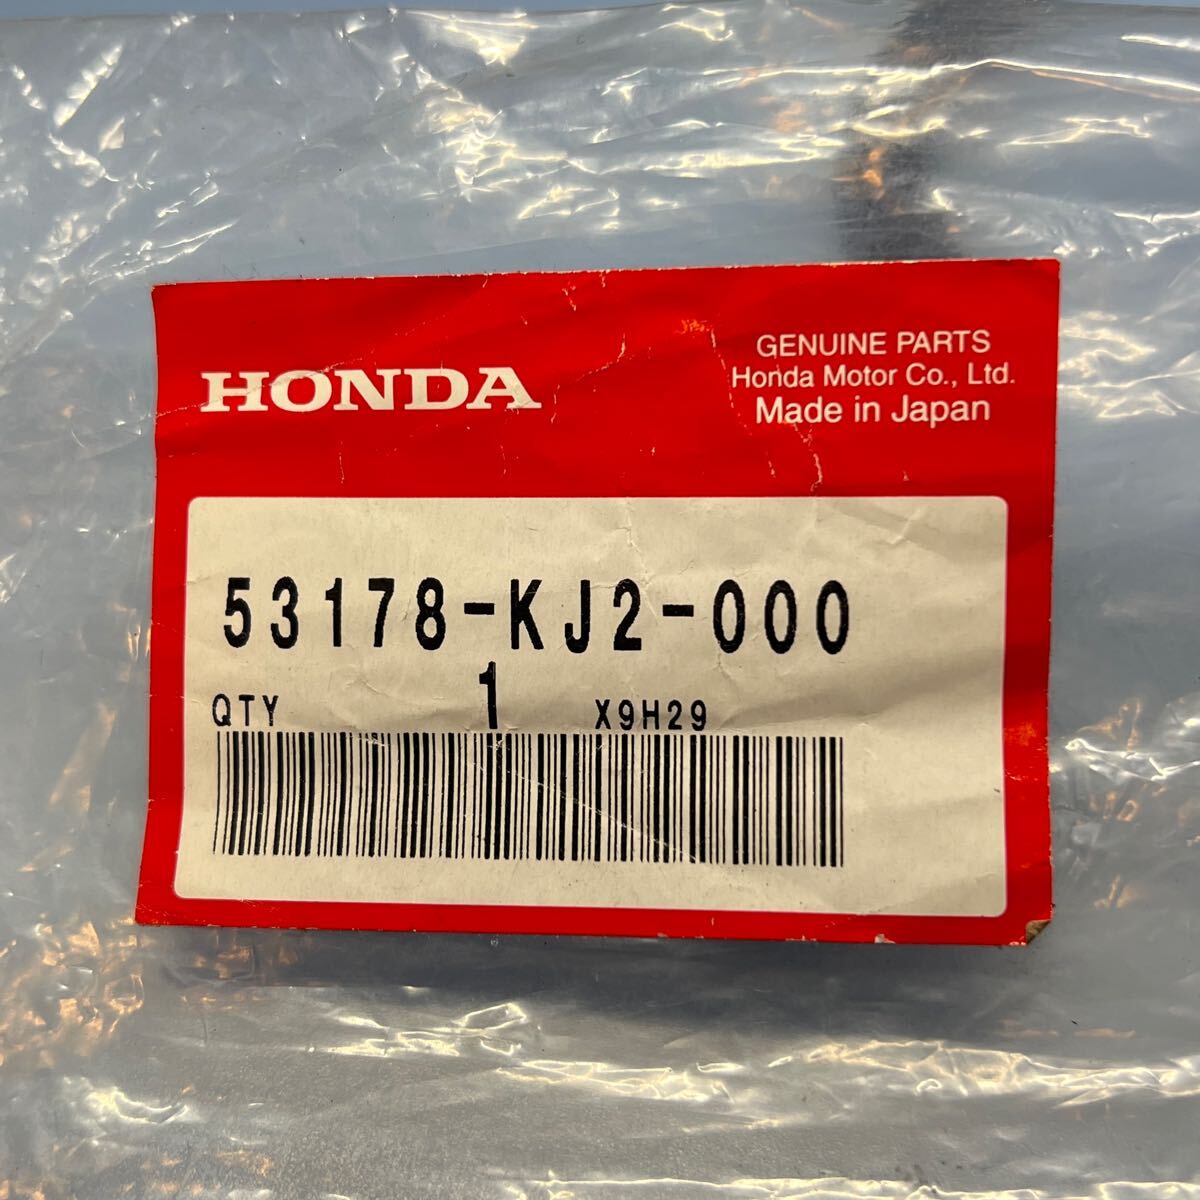 HONDA
GENUINE PARTS
Honda Motor Co., Ltd.
Made in Japan
53178-KJ2-000
QTY 1 X9H29